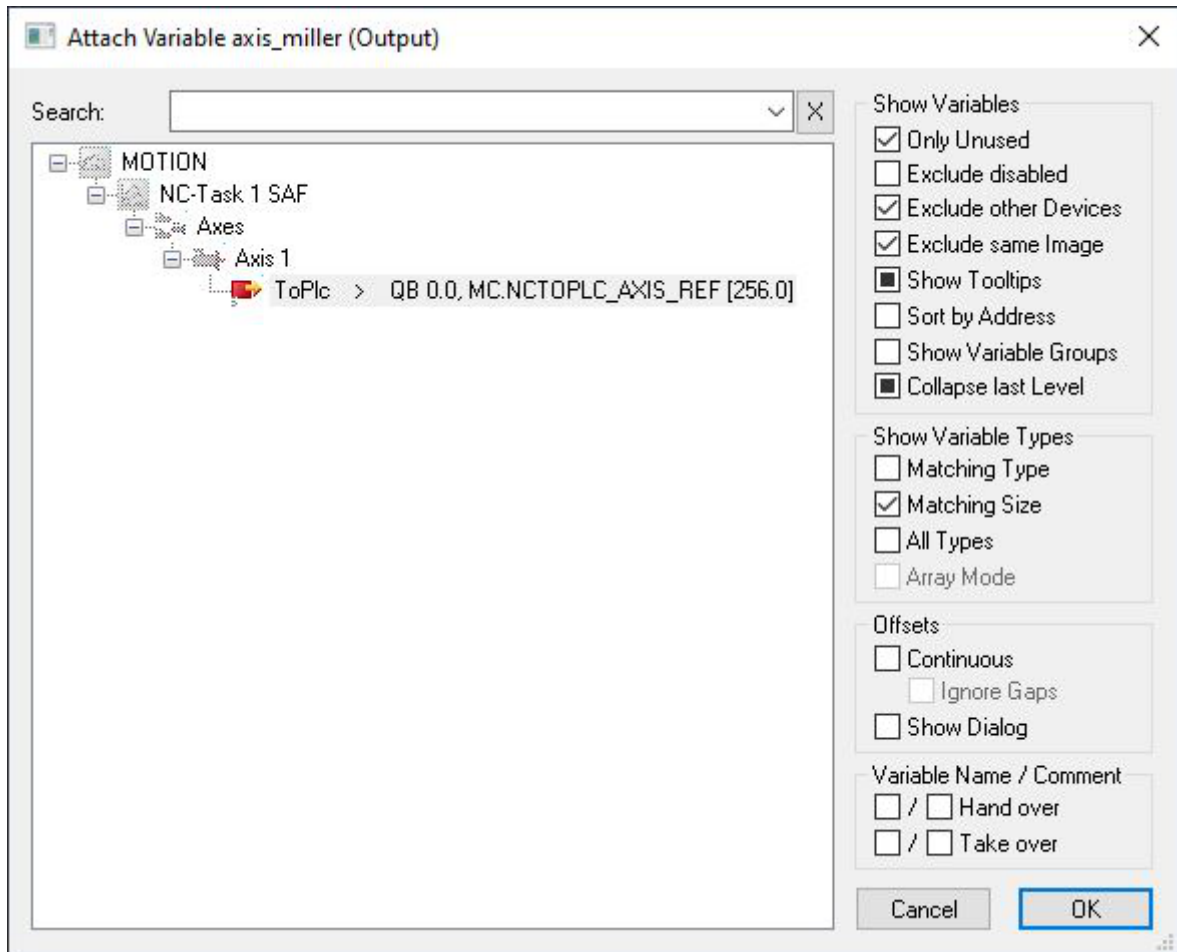 Attach Variable axis_miller (Output)
Search:
MOTION
NC-Task 1 SAF
Axes
Axis 1
ToPlc > QB 0.0, MC.NCTOPLC_AXIS_REF [256.0]
Show Variables
Only Unused
Exclude disabled
Exclude other Devices
Exclude same Image
Show Tooltips
Sort by Address
Show Variable Groups
Collapse last Level
Show Variable Types
Matching Type
Matching Size
All Types
Array Mode
Offsets
Continuous
Ignore Gaps
Show Dialog
Variable Name / Comment
/ Hand over
/ Take over
Cancel OK